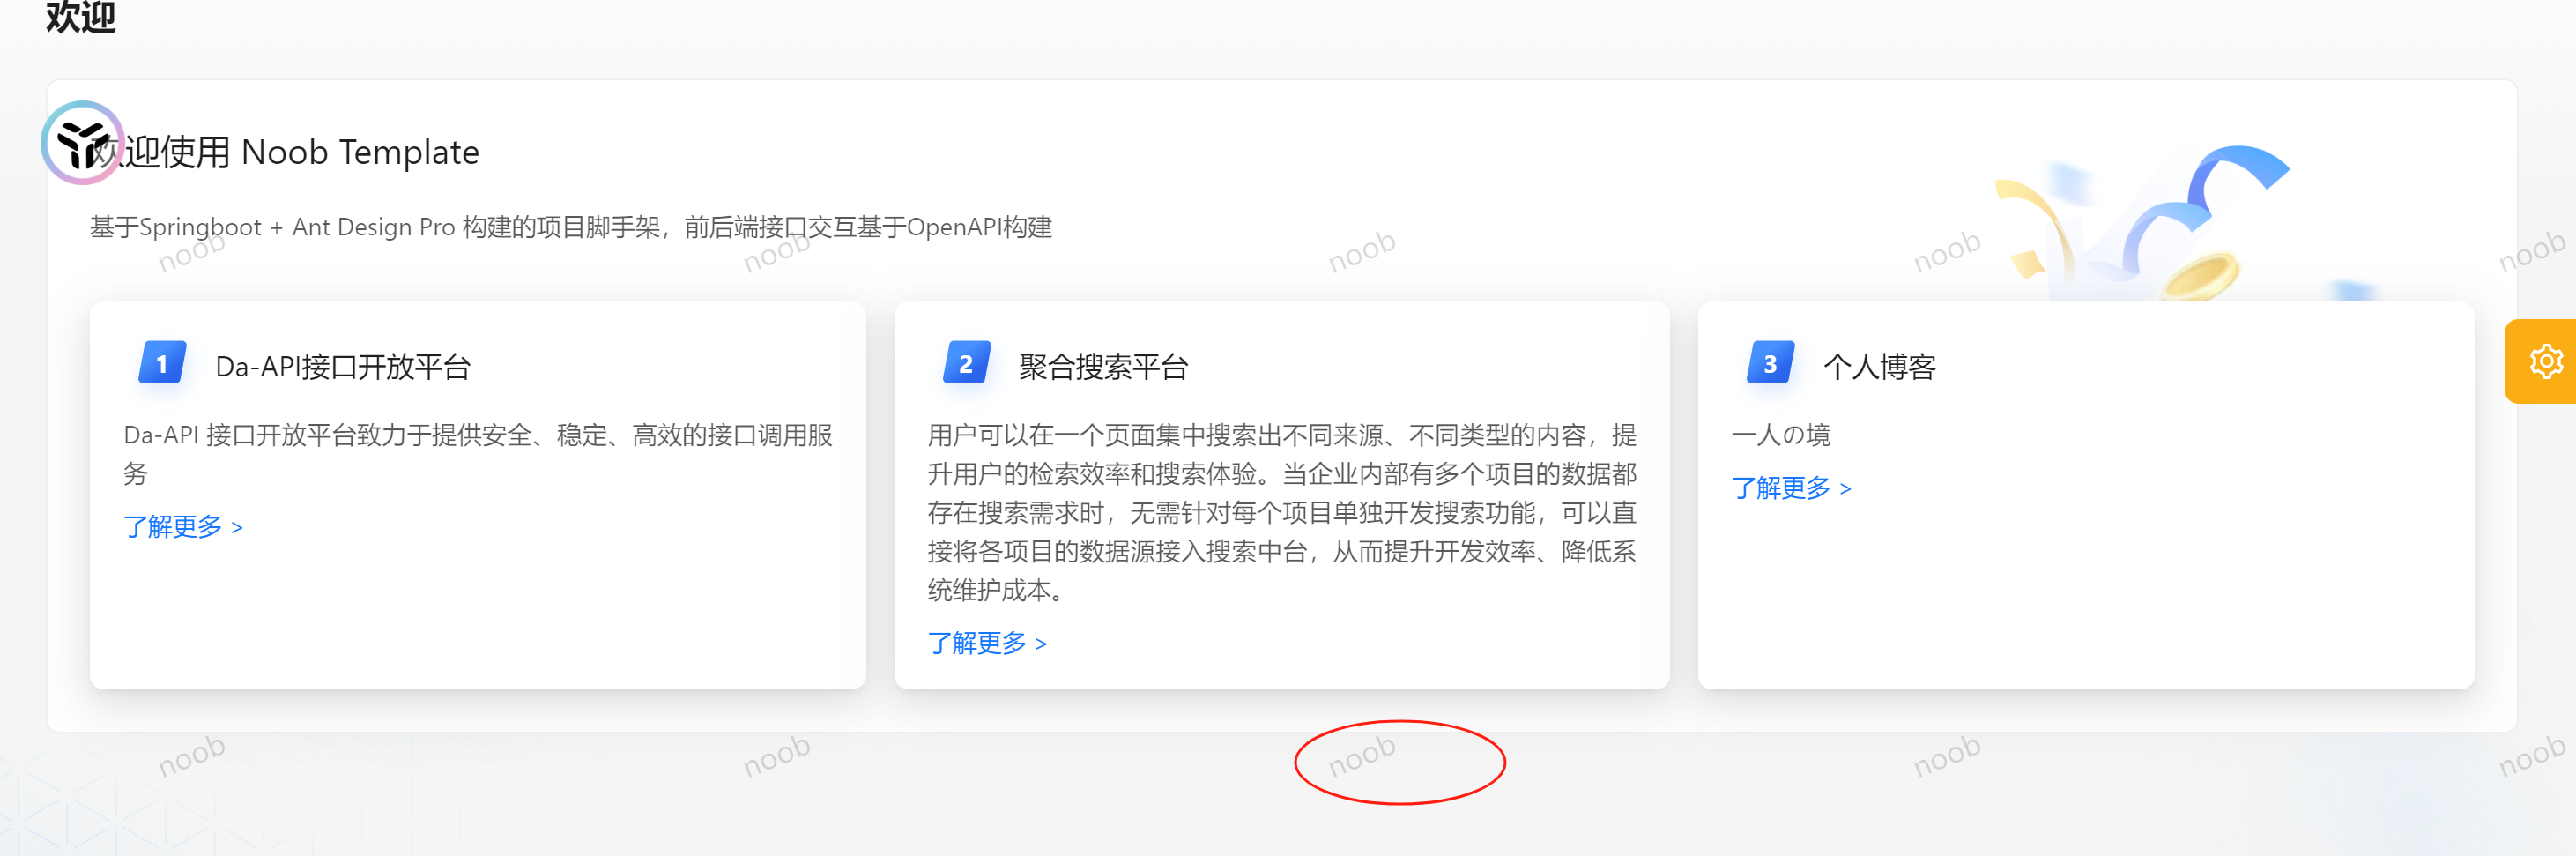 欢迎
欢迎使用 Noob Template
基于Springboot + Ant Design Pro 构建的项目脚手架，前后端接口交互基于OpenAPI构建
noob noob noob noob noob
1 Da-API接口开放平台
Da-API 接口开放平台致力于提供安全、稳定、高效的接口调用服
务
了解更多 >
2 聚合搜索平台
用户可以在一个页面集中搜索出不同来源、不同类型的内容，提
升用户的检索效率和搜索体验。当企业内部有多个项目的数据都
存在搜索需求时，无需针对每个项目单独开发搜索功能，可以直
接将各项目的数据源接入搜索中台，从而提升开发效率、降低系
统维护成本。
了解更多 >
3 个人博客
一人の境
了解更多 >
noob noob noob noob noob